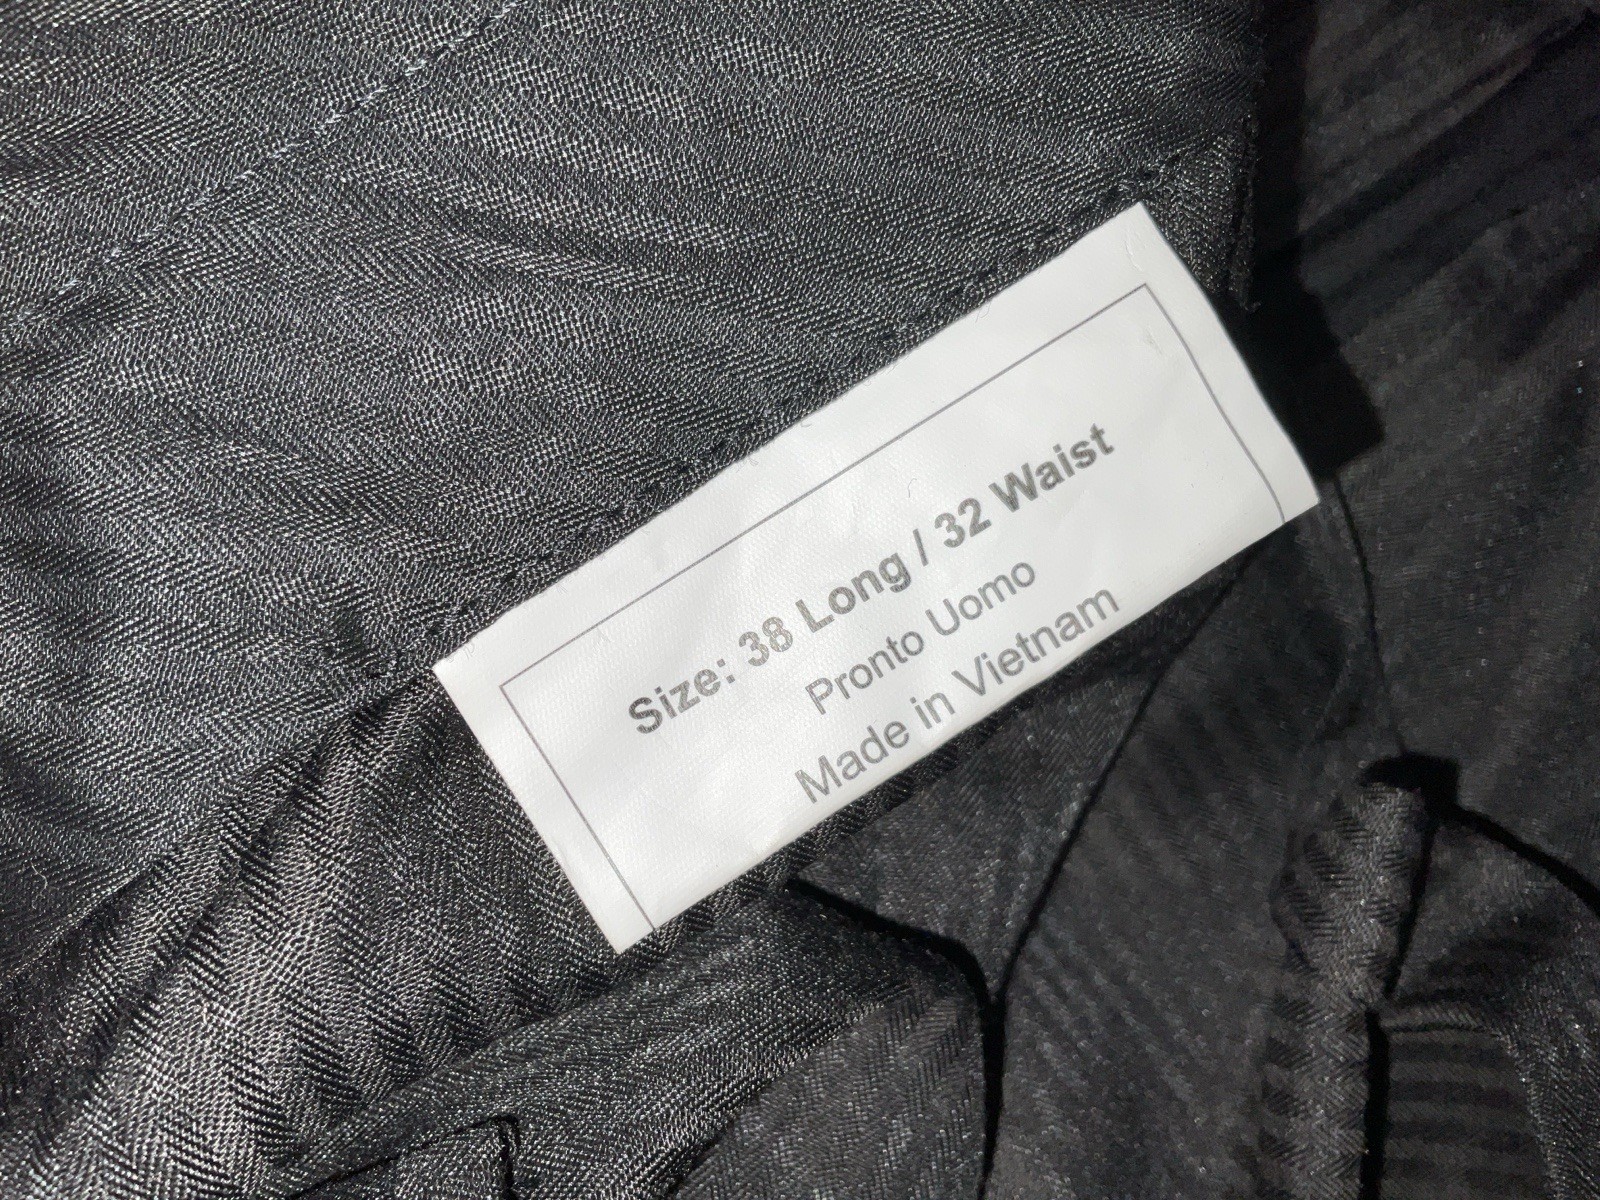 Size: 38 Long / 32 Waist
Pronto Uomo
Made in Vietnam